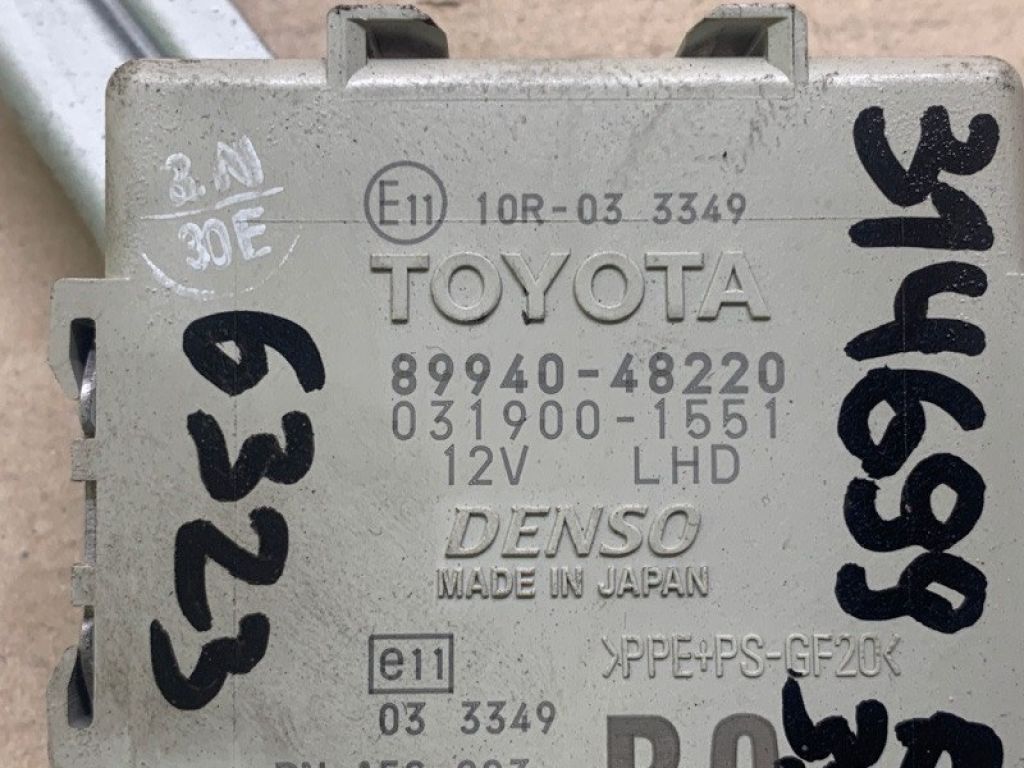 3.N
30E
E11 10R-03 3349
TOYOTA
89940-48220
031900-1551
12V LHD
DENSO
MADE IN JAPAN
>PPE+PS-GF20<
e11
03 3349
6323